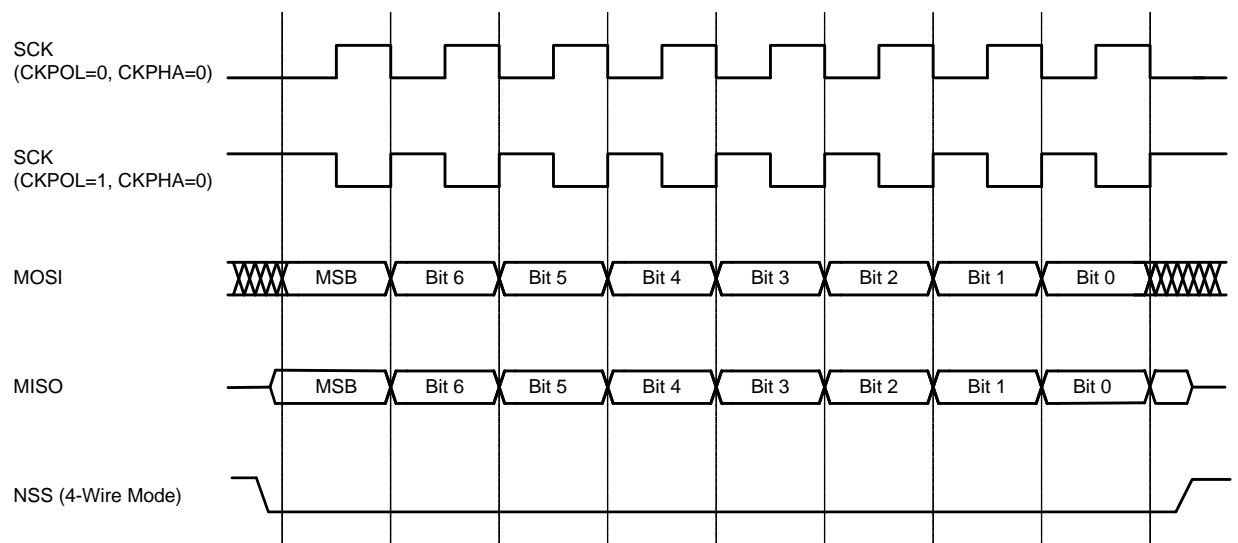 SCK
(CKPOL=0, CKPHA=0)
SCK
(CKPOL=1, CKPHA=0)
MOSI
MSB Bit 6 Bit 5 Bit 4 Bit 3 Bit 2 Bit 1 Bit 0
MISO
MSB Bit 6 Bit 5 Bit 4 Bit 3 Bit 2 Bit 1 Bit 0
NSS (4-Wire Mode)